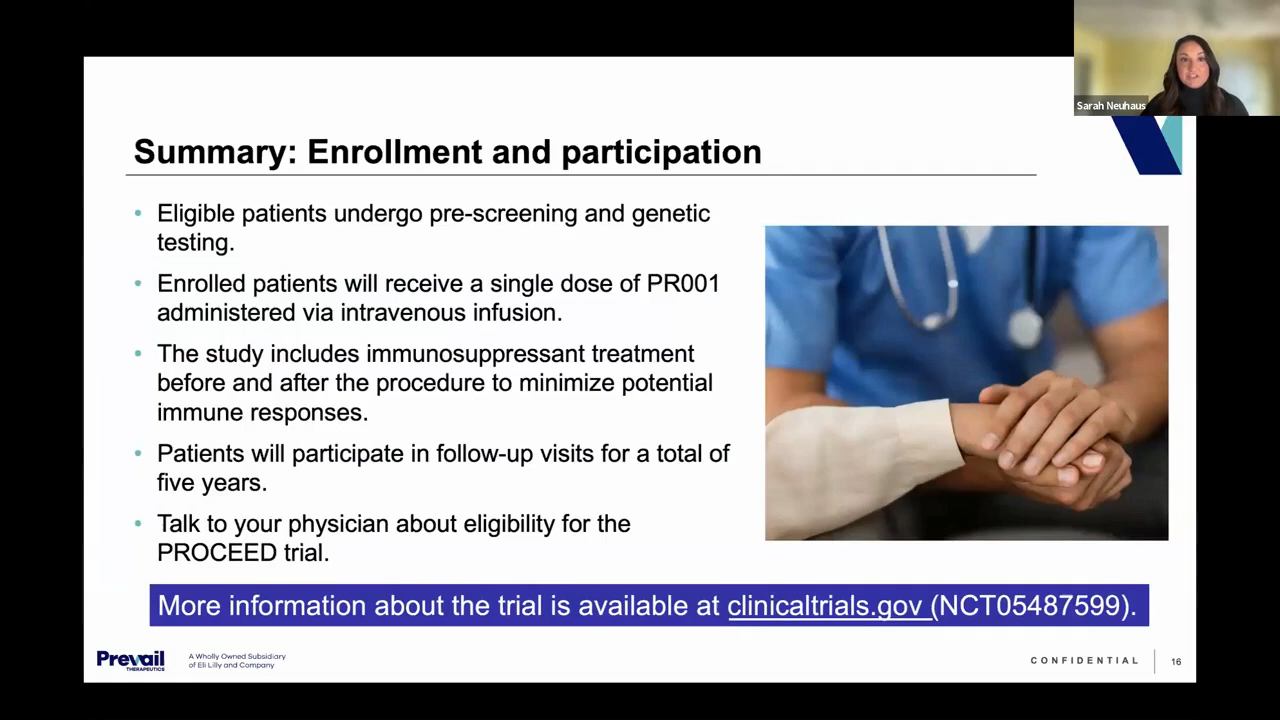 Sarah Neuhaus
Summary: Enrollment and participation
• Eligible patients undergo pre-screening and genetic
testing.
• Enrolled patients will receive a single dose of PR001
administered via intravenous infusion.
• The study includes immunosuppressant treatment
before and after the procedure to minimize potential
immune responses.
• Patients will participate in follow-up visits for a total of
five years.
• Talk to your physician about eligibility for the
PROCEED trial.
More information about the trial is available at clinicaltrials.gov (NCT05487599).
Prevail
THERAPEUTICS
A Wholly Owned Subsidiary
of Eli Lilly and Company
CONFIDENTIAL
16